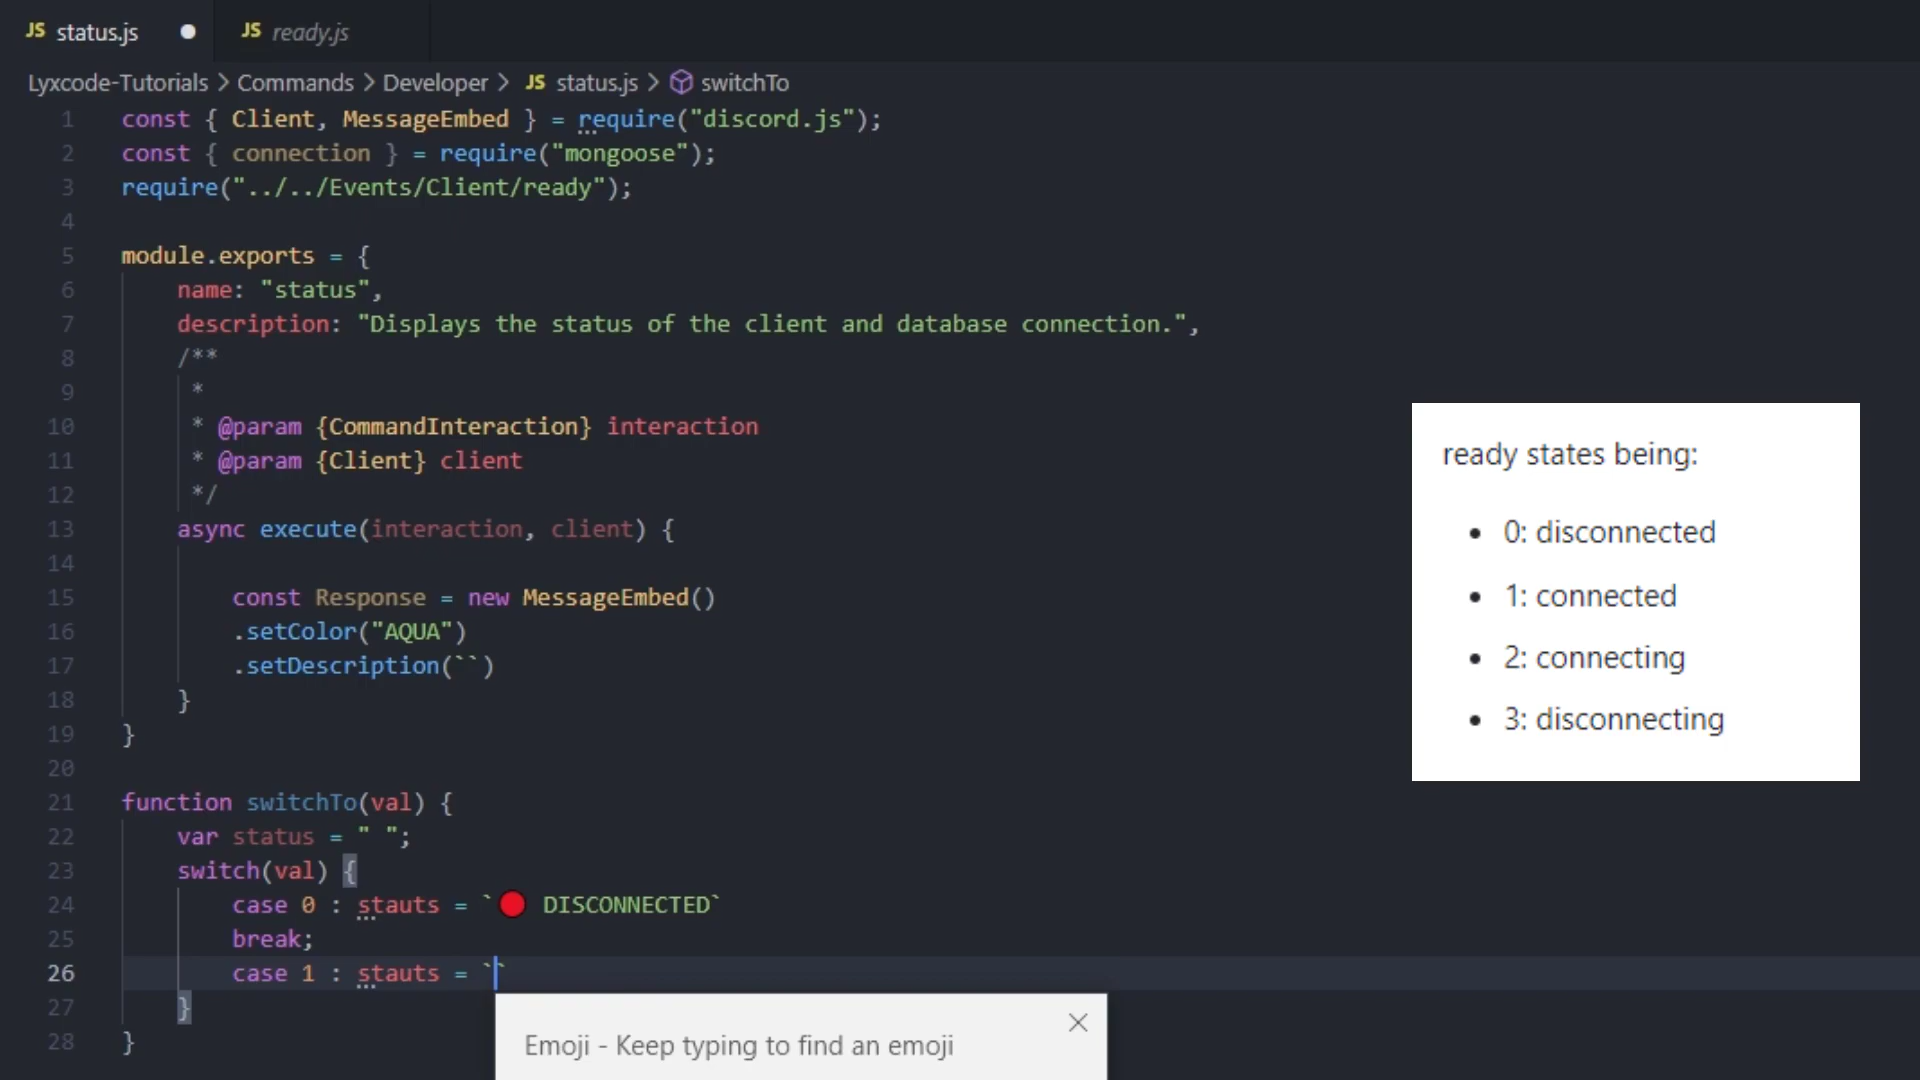 JS status.js ● JS ready.js
Lyxcode-Tutorials > Commands > Developer > JS status.js > switchTo
1 const { Client, MessageEmbed } = require("discord.js");
2 const { connection } = require("mongoose");
3 require("../../Events/Client/ready");
4
5 module.exports = {
6 name: "status",
7 description: "Displays the status of the client and database connection.",
8 /**
9 *
10 * @param {CommandInteraction} interaction
11 * @param {Client} client
12 */
13 async execute(interaction, client) {
14
15 const Response = new MessageEmbed()
16 .setColor("AQUA")
17 .setDescription(``)
18 }
19 }
20
21 function switchTo(val) {
22 var status = " ";
23 switch(val) {
24 case 0 : stauts = `🔴 DISCONNECTED`
25 break;
26 case 1 : stauts = ``
27 }
28 }
ready states being:
• 0: disconnected
• 1: connected
• 2: connecting
• 3: disconnecting
Emoji - Keep typing to find an emoji